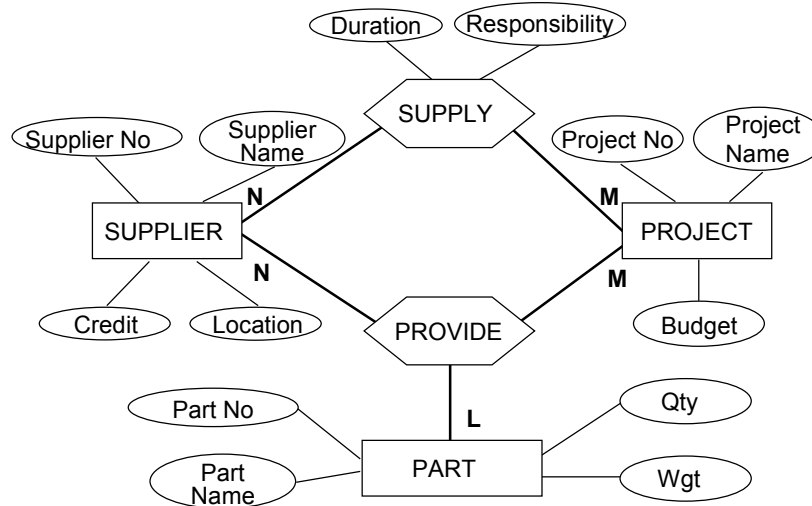 Duration
Responsibility
SUPPLY
Supplier No
Supplier
Name
Project No
Project
Name
N
M
SUPPLIER
PROJECT
N
M
Credit
Location
PROVIDE
Budget
Part No
L
Qty
PART
Part
Name
Wgt